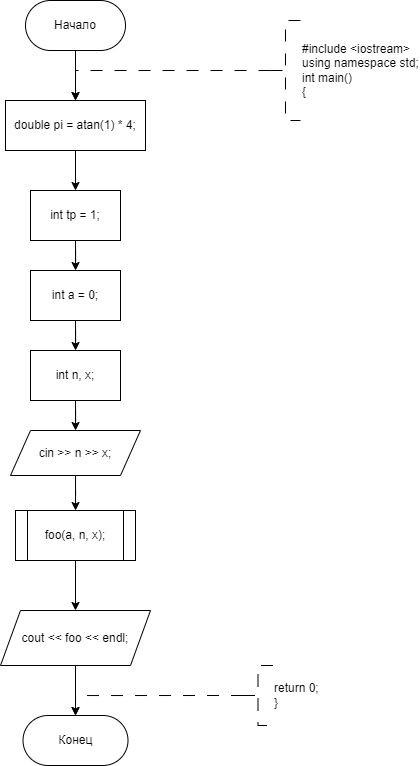 Начало
#include <iostream>
using namespace std;
int main()
{
double pi = atan(1) * 4;
int tp = 1;
int a = 0;
int n, x;
cin >> n >> x;
foo(a, n, x);
cout << foo << endl;
return 0;
}
Конец